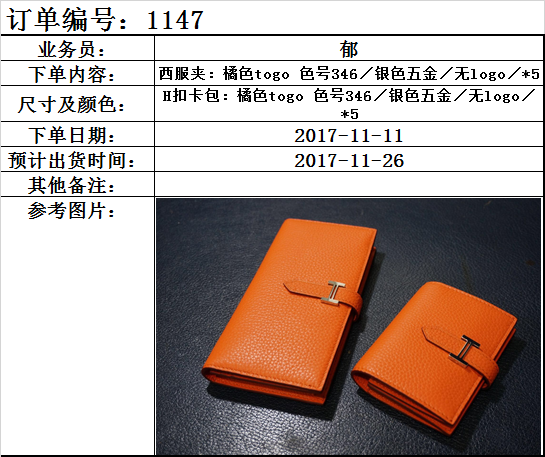 订单编号：1147
业务员：
郁
下单内容：
西服夹：橘色togo 色号346／银色五金／无logo／*5
尺寸及颜色：
H扣卡包：橘色togo 色号346／银色五金／无logo／
*5
下单日期：
2017-11-11
预计出货时间：
2017-11-26
其他备注：
参考图片：